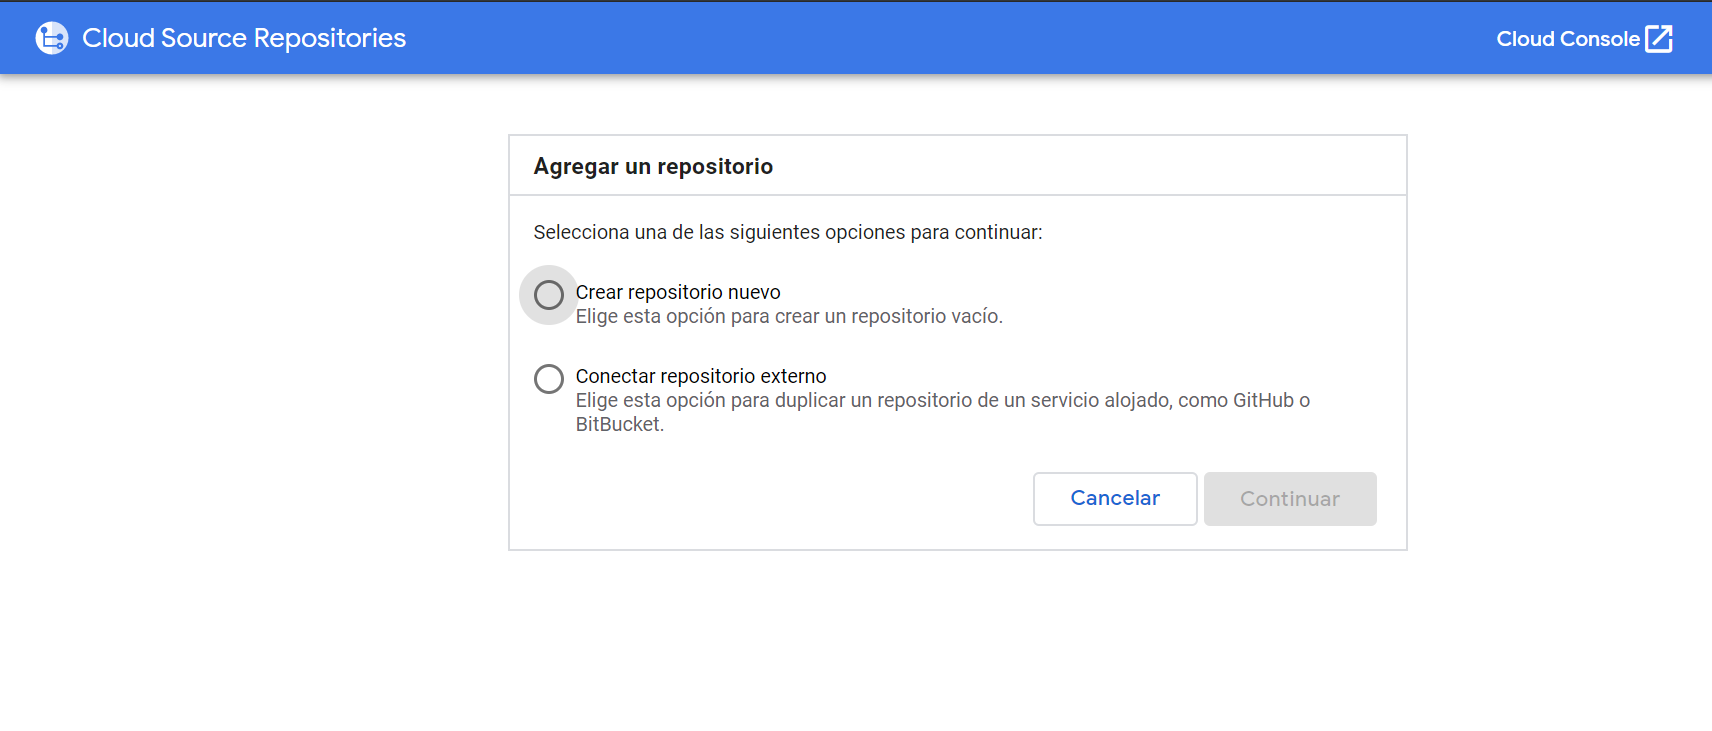 Cloud Source Repositories
Cloud Console
Agregar un repositorio
Selecciona una de las siguientes opciones para continuar:
Crear repositorio nuevo
Elige esta opción para crear un repositorio vacío.
Conectar repositorio externo
Elige esta opción para duplicar un repositorio de un servicio alojado, como GitHub o
BitBucket.
Cancelar
Continuar